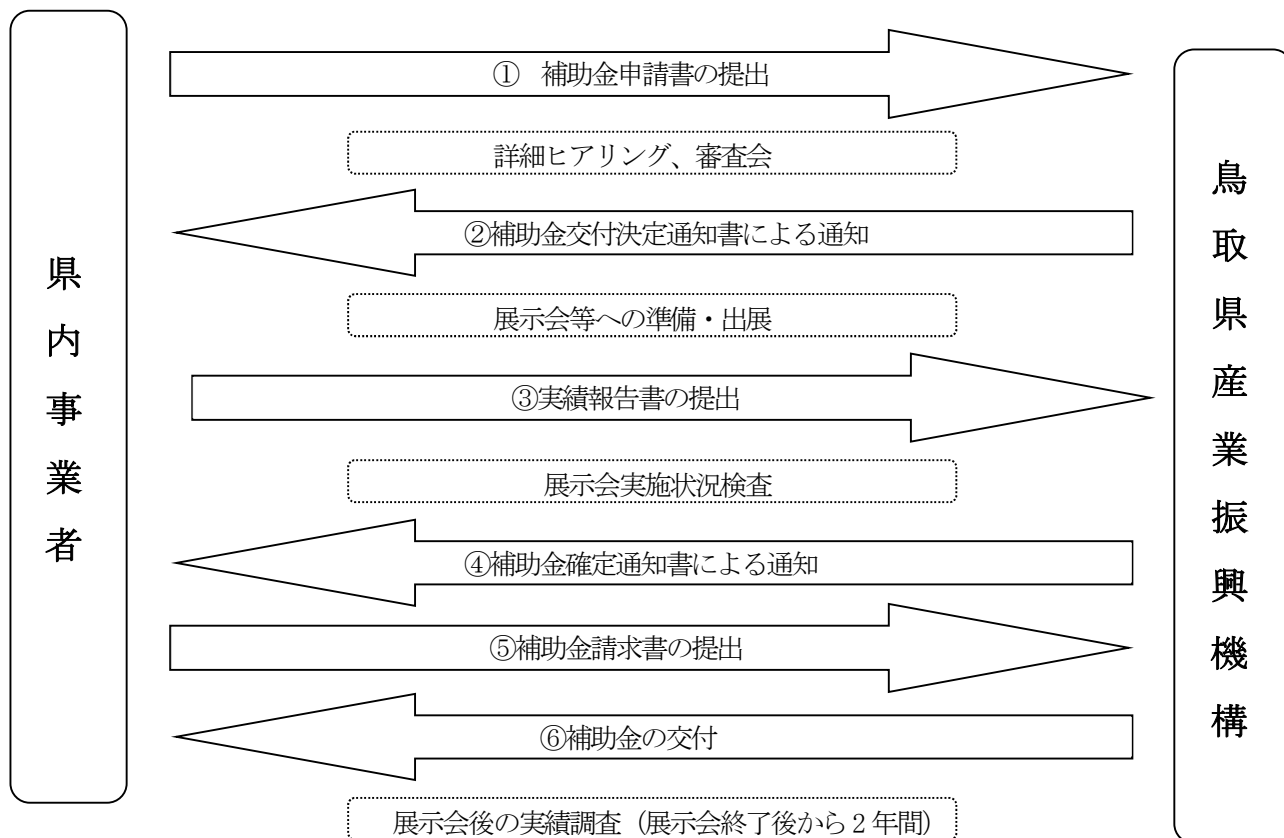 県内事業者
① 補助金申請書の提出
詳細ヒアリング、審査会
②補助金交付決定通知書による通知
展示会等への準備・出展
③実績報告書の提出
展示会実施状況検査
④補助金確定通知書による通知
⑤補助金請求書の提出
⑥補助金の交付
展示会後の実績調査（展示会終了後から２年間）
鳥取県産業振興機構